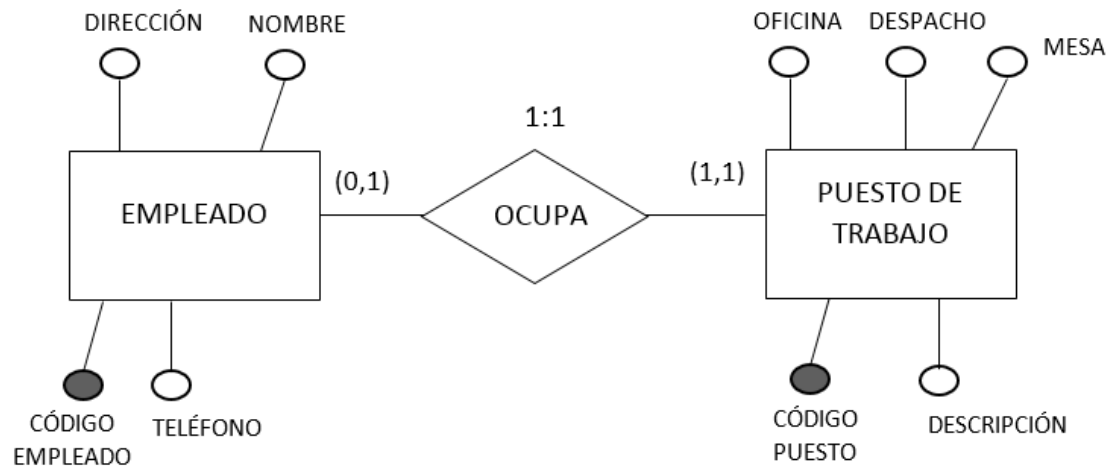 DIRECCIÓN
NOMBRE
OFICINA
DESPACHO
MESA
1:1
EMPLEADO
(0,1)
OCUPA
(1,1)
PUESTO DE
TRABAJO
CÓDIGO
EMPLEADO
TELÉFONO
CÓDIGO
PUESTO
DESCRIPCIÓN